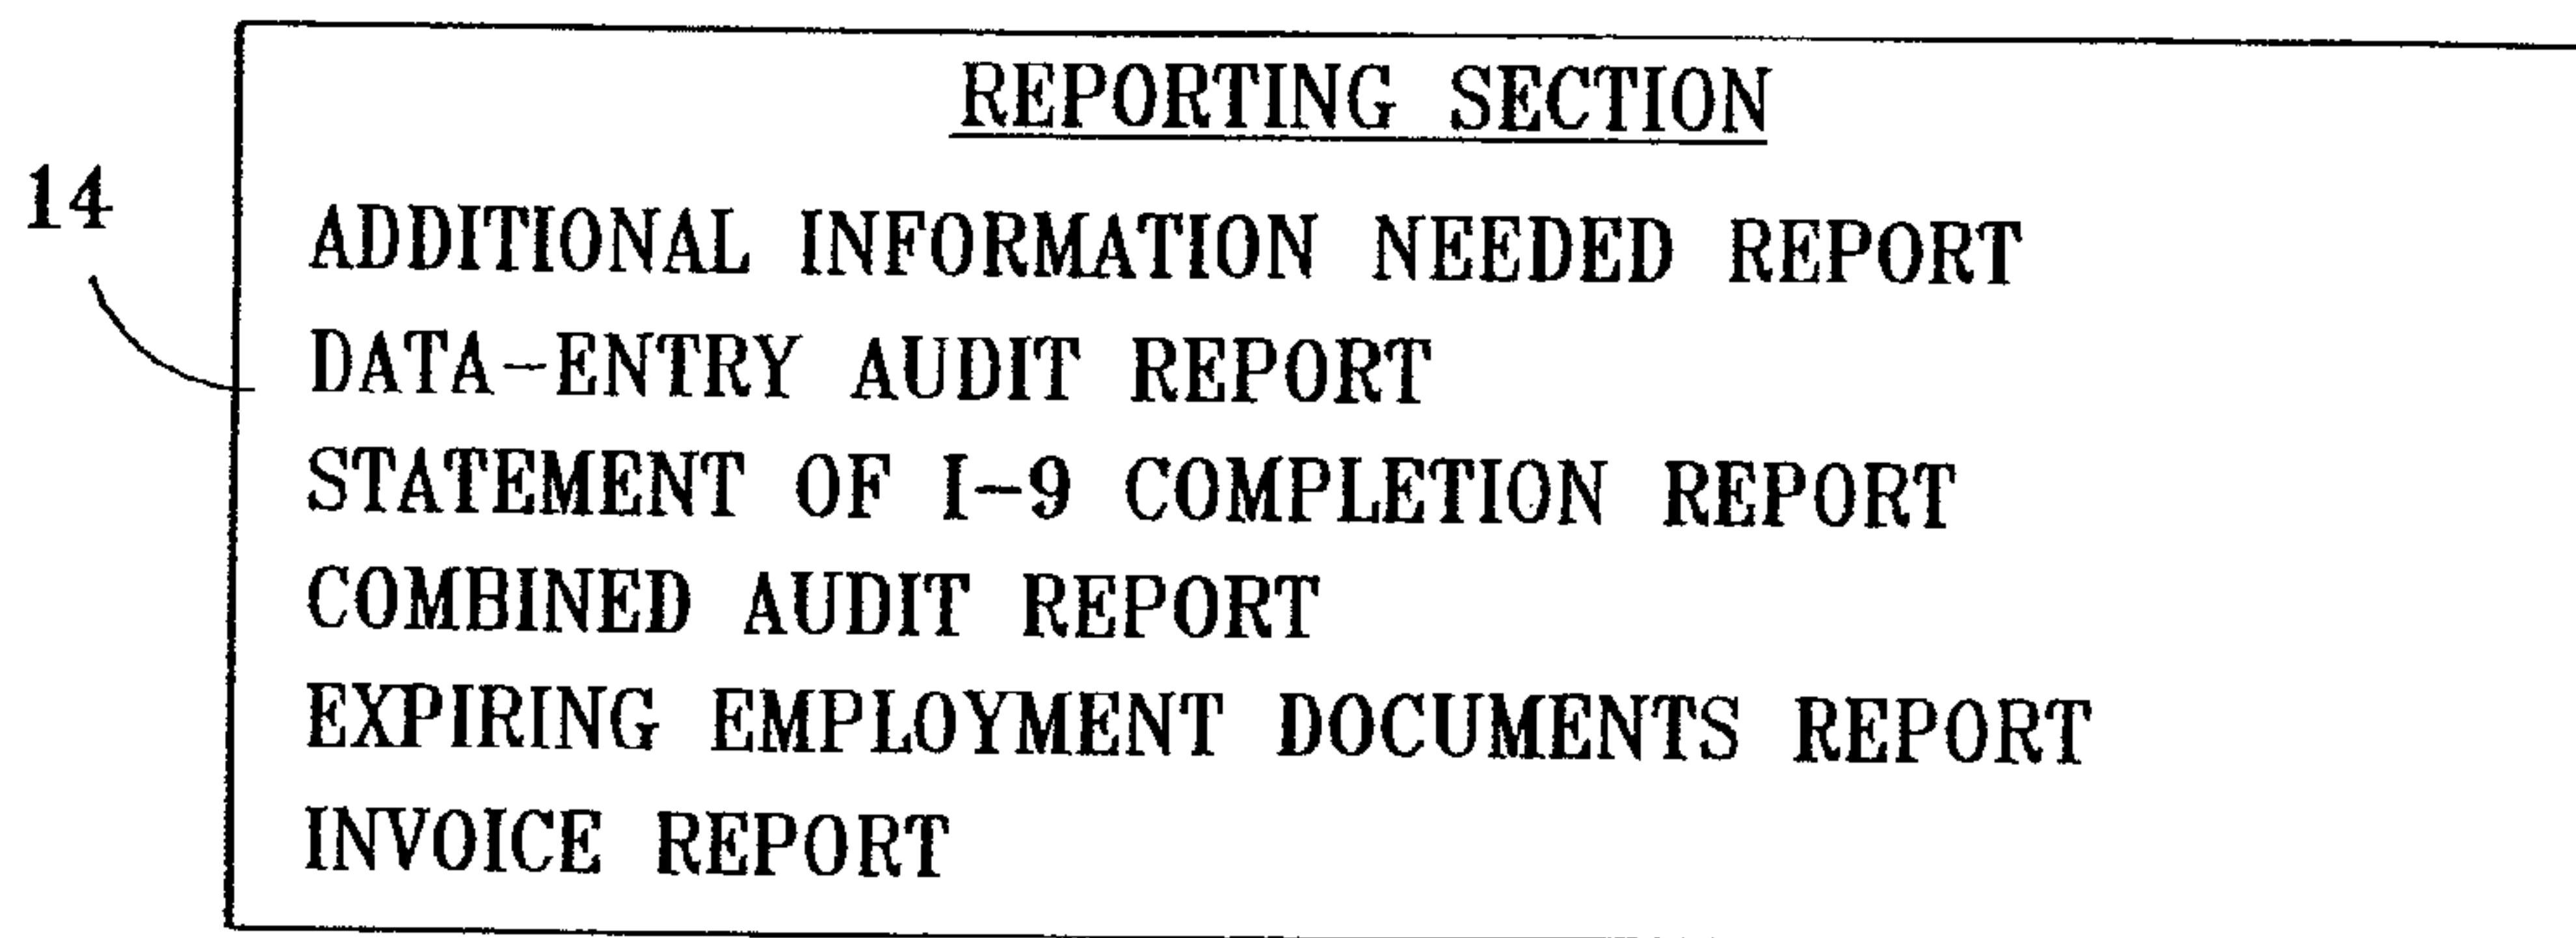 REPORTING SECTION
14
ADDITIONAL INFORMATION NEEDED REPORT
DATA-ENTRY AUDIT REPORT
STATEMENT OF I-9 COMPLETION REPORT
COMBINED AUDIT REPORT
EXPIRING EMPLOYMENT DOCUMENTS REPORT
INVOICE REPORT